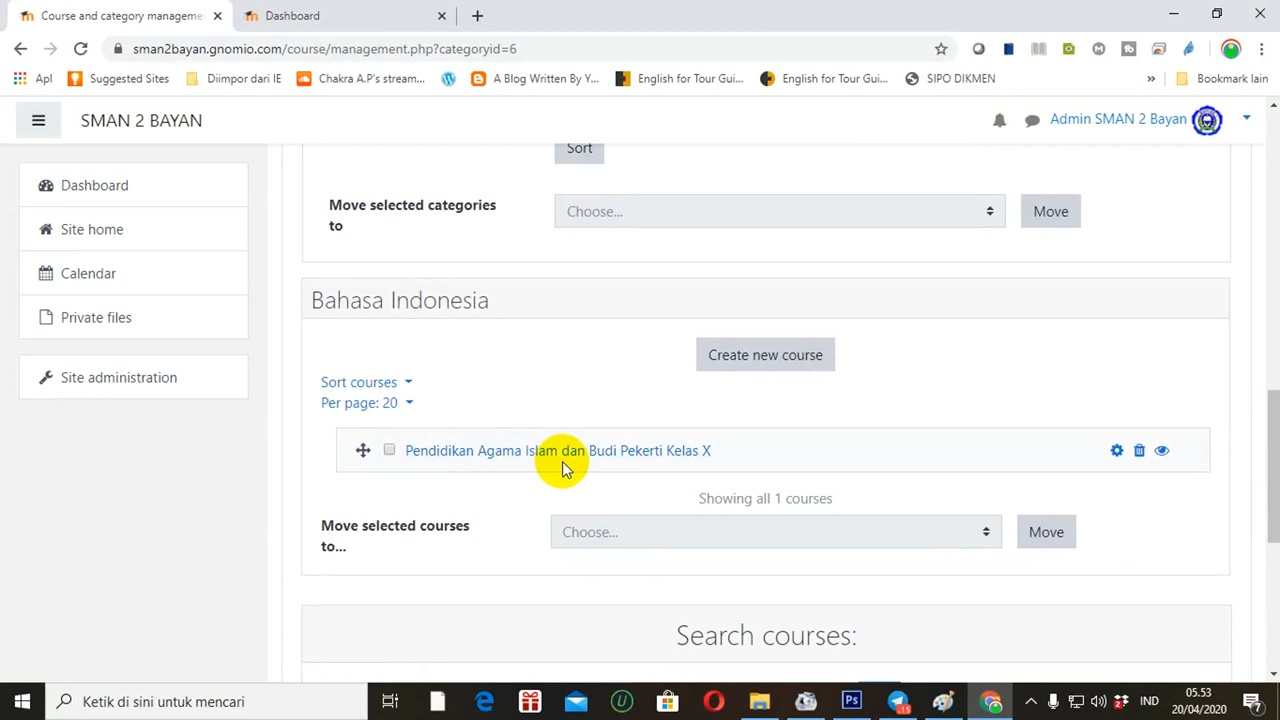 Course and category manageme
Dashboard
sman2bayan.gnomio.com/course/management.php?categoryid=6
Apl
Suggested Sites
Diimpor dari IE
Chakra A.P's stream...
A Blog Written By Y...
English for Tour Gui...
English for Tour Gui...
SIPO DIKMEN
»
Bookmark lain
SMAN 2 BAYAN
Admin SMAN 2 Bayan
Dashboard
Site home
Calendar
Private files
Site administration
Sort
Move selected categories
to
Choose...
Move
Bahasa Indonesia
Create new course
Sort courses
Per page: 20
Pendidikan Agama Islam dan Budi Pekerti Kelas X
Showing all 1 courses
Move selected courses
to...
Choose...
Move
Search courses:
Ketik di sini untuk mencari
Ps
15
IND
05.53
20/04/2020
7